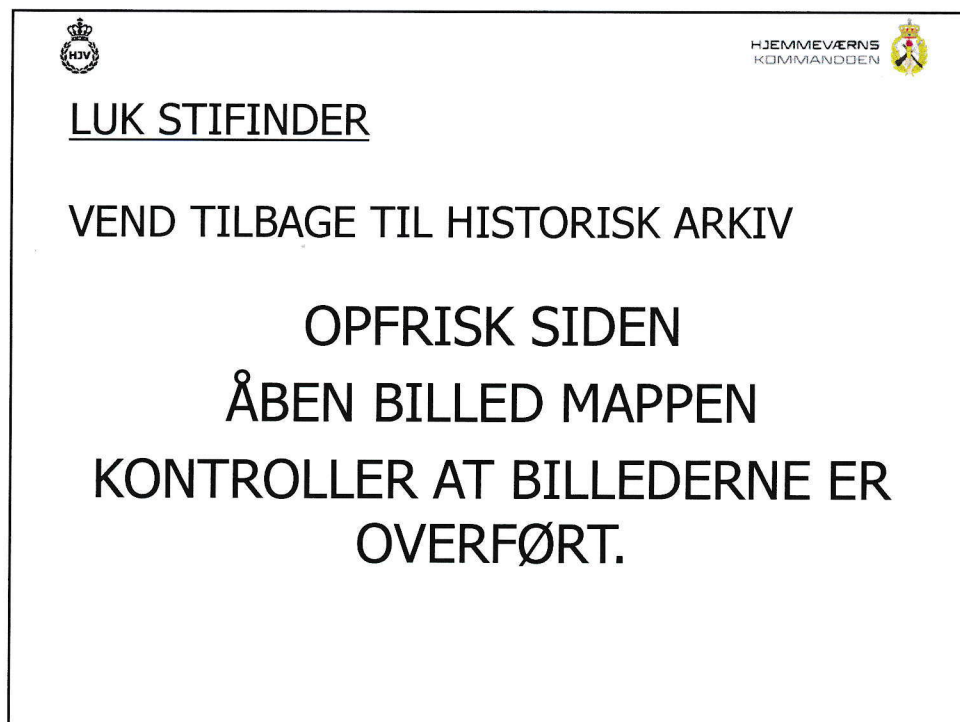 HJV
HJEMMEVÆRNS
KOMMANDOEN
LUK STIFINDER
VEND TILBAGE TIL HISTORISK ARKIV
OPFRISK SIDEN
ÅBEN BILLED MAPPEN
KONTROLLER AT BILLEDERNE ER
OVERFØRT.